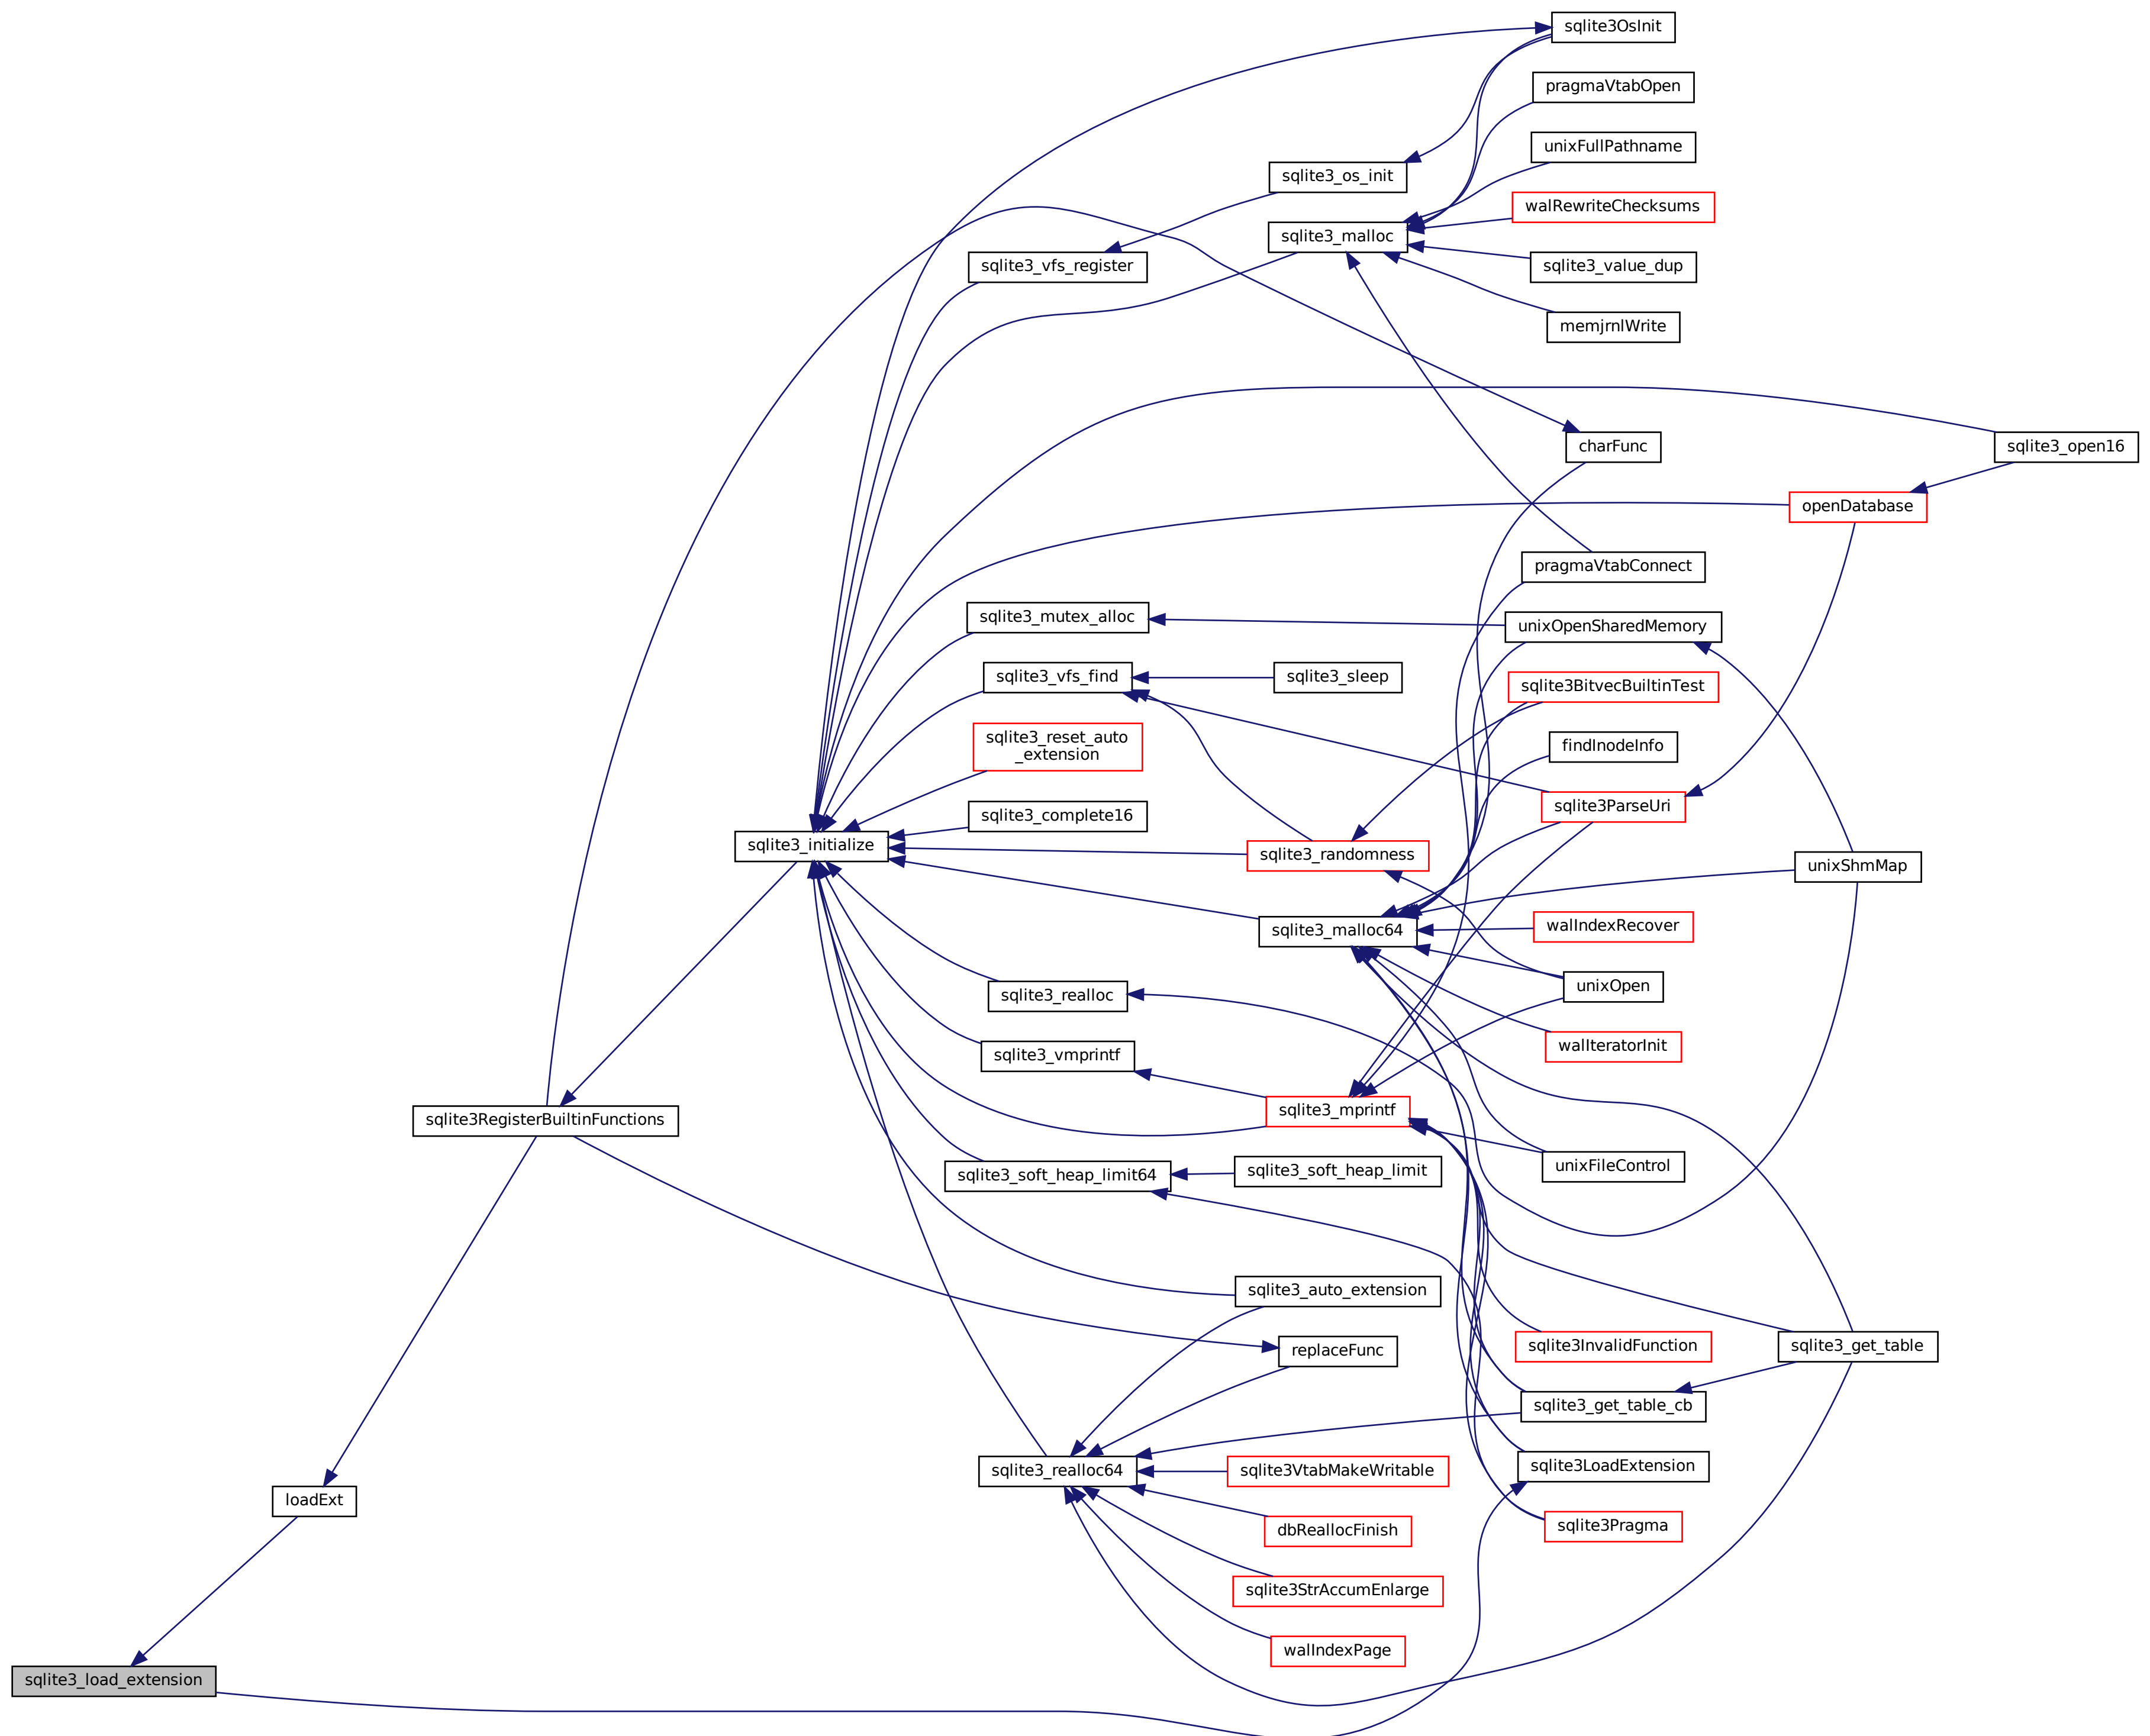 sqlite3OsInit
pragmaVtabOpen
unixFullPathname
sqlite3_os_init
walRewriteChecksums
sqlite3_malloc
sqlite3_vfs_register
sqlite3_value_dup
memjrnlWrite
charFunc
sqlite3_open16
openDatabase
pragmaVtabConnect
sqlite3_mutex_alloc
unixOpenSharedMemory
sqlite3_vfs_find
sqlite3_sleep
sqlite3BitvecBuiltinTest
sqlite3_reset_auto
_extension
findInodeInfo
sqlite3ParseUri
sqlite3_complete16
sqlite3_initialize
sqlite3_randomness
unixShmMap
sqlite3_malloc64
walIndexRecover
sqlite3_realloc
unixOpen
sqlite3_vmprintf
walIteratorInit
sqlite3RegisterBuiltinFunctions
sqlite3_mprintf
sqlite3_soft_heap_limit64
sqlite3_soft_heap_limit
unixFileControl
sqlite3_auto_extension
replaceFunc
sqlite3InvalidFunction
sqlite3_get_table
sqlite3_get_table_cb
sqlite3_realloc64
sqlite3VtabMakeWritable
sqlite3LoadExtension
loadExt
dbReallocFinish
sqlite3Pragma
sqlite3StrAccumEnlarge
walIndexPage
sqlite3_load_extension